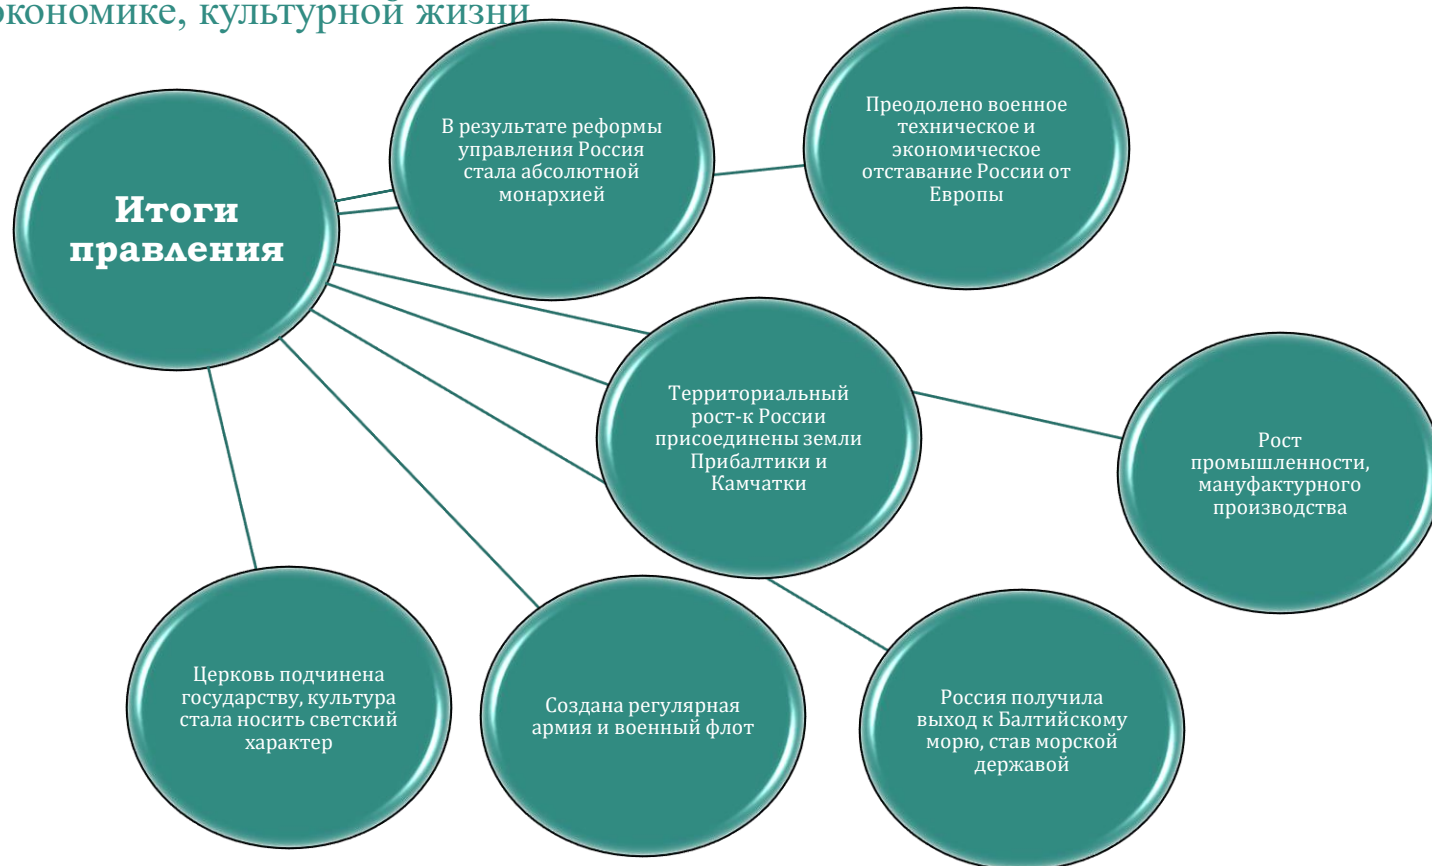 экономике, культурной жизни
Итоги
правления
В результате реформы
управления Россия
стала абсолютной
монархией
Преодолено военное
техническое и
экономическое
отставание России от
Европы
Территориальный
рост-к России
присоединены земли
Прибалтики и
Камчатки
Рост
промышленности,
мануфактурного
производства
Церковь подчинена
государству, культура
стала носить светский
характер
Создана регулярная
армия и военный флот
Россия получила
выход к Балтийскому
морю, став морской
державой